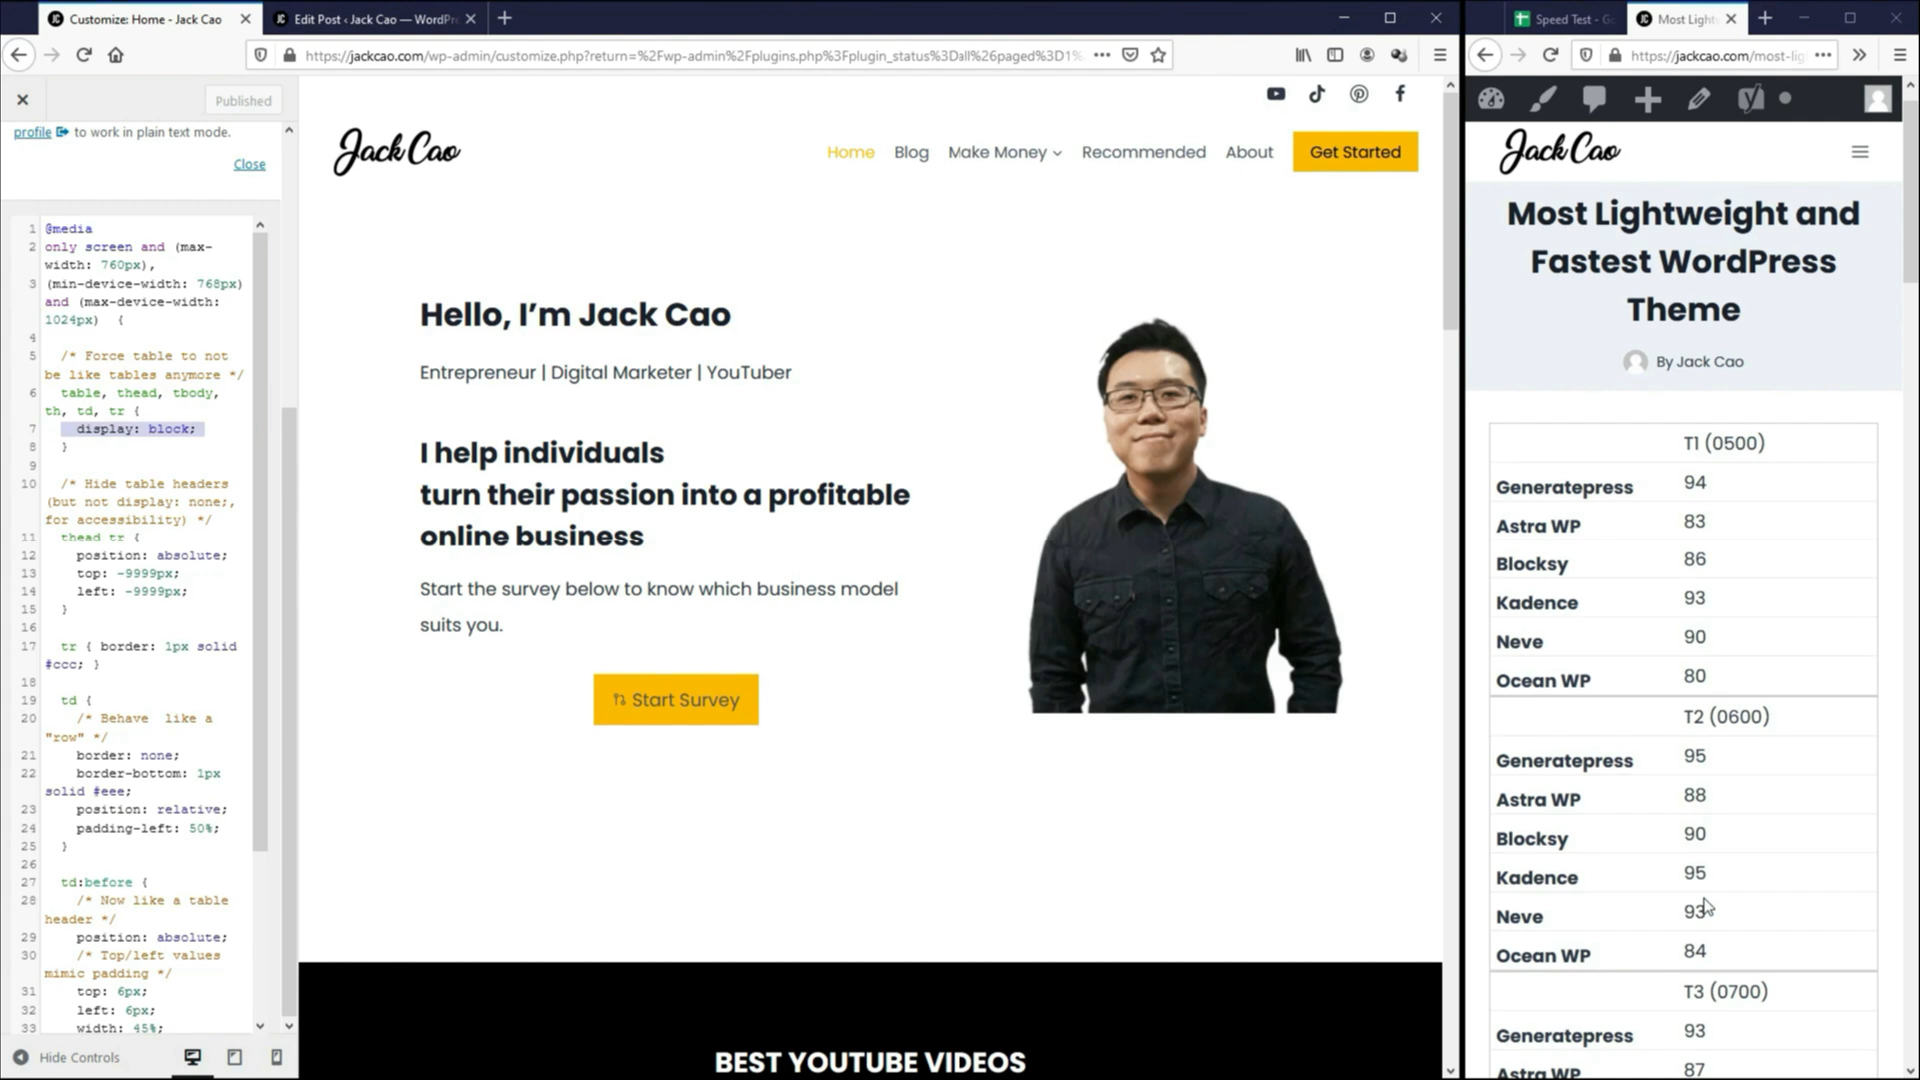 Customize: Home - Jack Cao
Edit Post ‹ Jack Cao — WordPr
https://jackcao.com/wp-admin/customize.php?return=%2Fwp-admin%2Fplugins.php%3Fplugin_status%3Dall%26paged%3D1%
Published
profile to work in plain text mode.
Close
1 @media
2 only screen and (max-
width: 760px),
3 (min-device-width: 768px)
and (max-device-width:
1024px) {
4
5 /* Force table to not
be like tables anymore */
6 table, thead, tbody,
th, td, tr {
7 display: block;
8 }
9
10 /* Hide table headers
(but not display: none;,
for accessibility) */
11 thead tr {
12 position: absolute;
13 top: -9999px;
14 left: -9999px;
15 }
16
17 tr { border: 1px solid
#ccc; }
18
19 td {
20 /* Behave like a
"row" */
21 border: none;
22 border-bottom: 1px
solid #eee;
23 position: relative;
24 padding-left: 50%;
25 }
26
27 td:before {
28 /* Now like a table
header */
29 position: absolute;
30 /* Top/left values
mimic padding */
31 top: 6px;
32 left: 6px;
33 width: 45%;
Hide Controls
Jack Cao
Home Blog Make Money Recommended About Get Started
Hello, I'm Jack Cao
Entrepreneur | Digital Marketer | YouTuber
I help individuals
turn their passion into a profitable
online business
Start the survey below to know which business model
suits you.
Start Survey
BEST YOUTUBE VIDEOS
Speed Test - Go
Most Light
https://jackcao.com/most-lig
Jack Cao
Most Lightweight and
Fastest WordPress
Theme
By Jack Cao
T1 (0500)
Generatepress 94
Astra WP 83
Blocksy 86
Kadence 93
Neve 90
Ocean WP 80
T2 (0600)
Generatepress 95
Astra WP 88
Blocksy 90
Kadence 95
Neve 93
Ocean WP 84
T3 (0700)
Generatepress 93
Astra WP 87